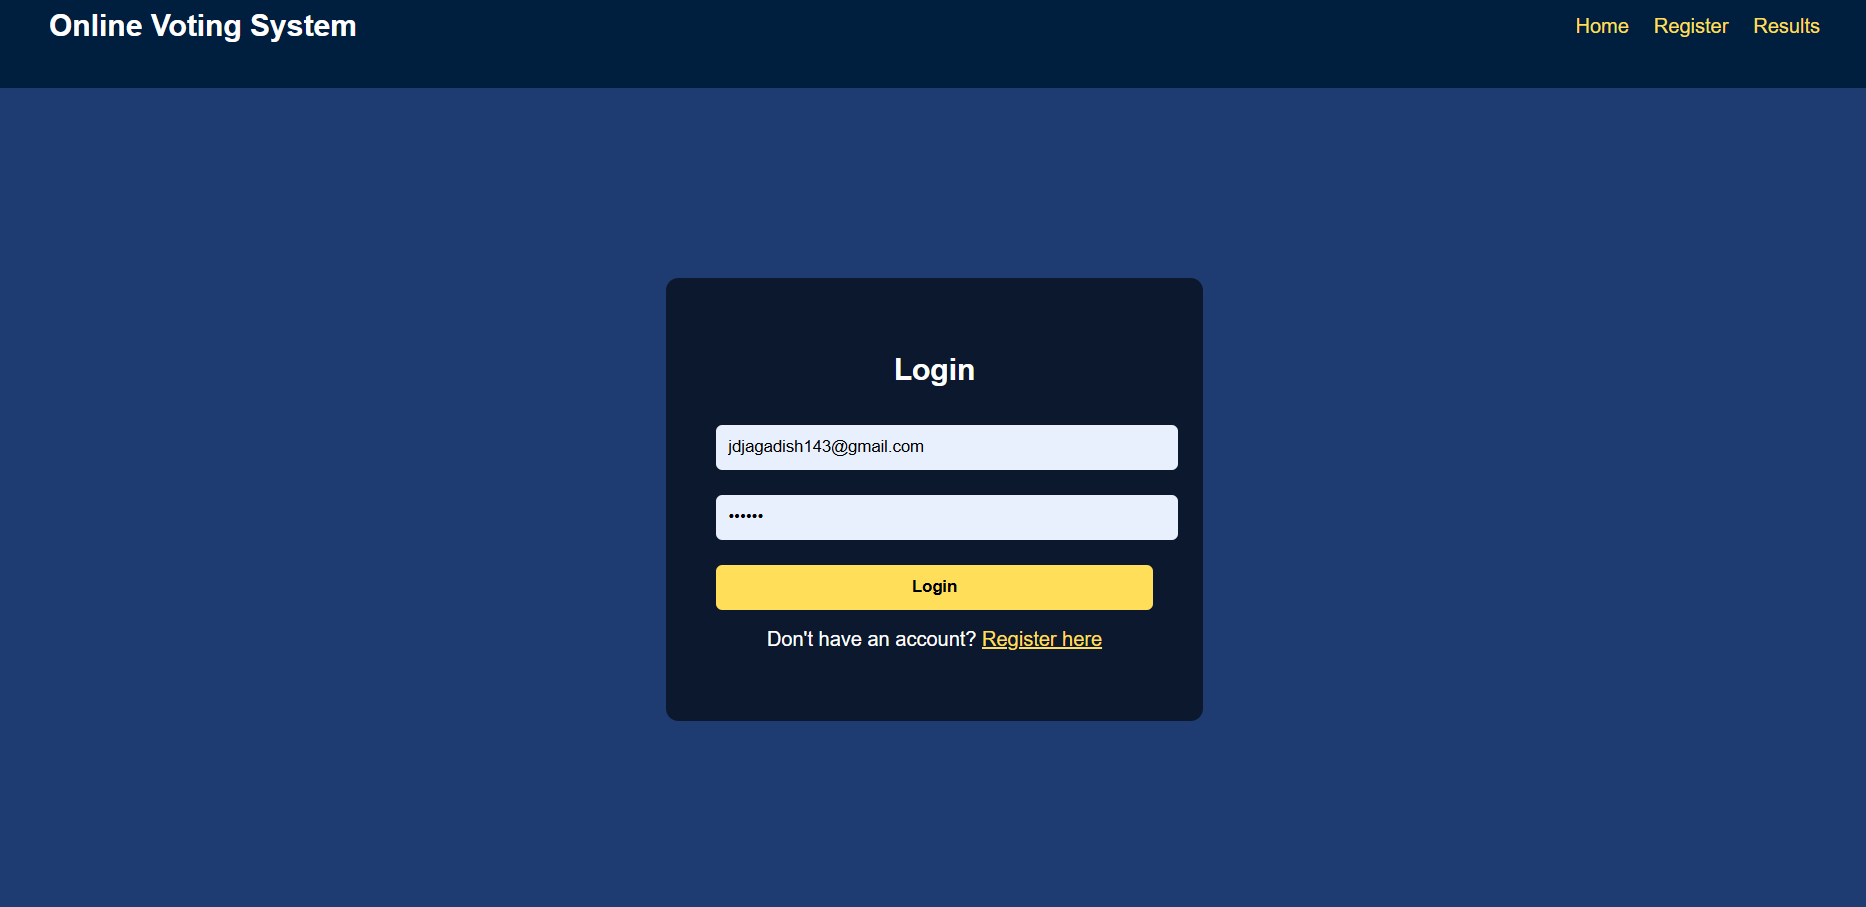 Online Voting System
Home Register Results
Login
jdjagadish143@gmail.com
••••••
Login
Don't have an account? Register here